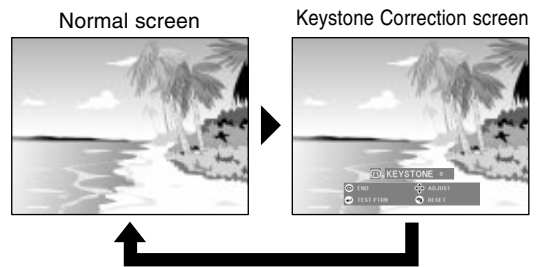 Normal screen
Keystone Correction screen
KEYSTONE 0
END ADJUST
TEST PTRN RESET